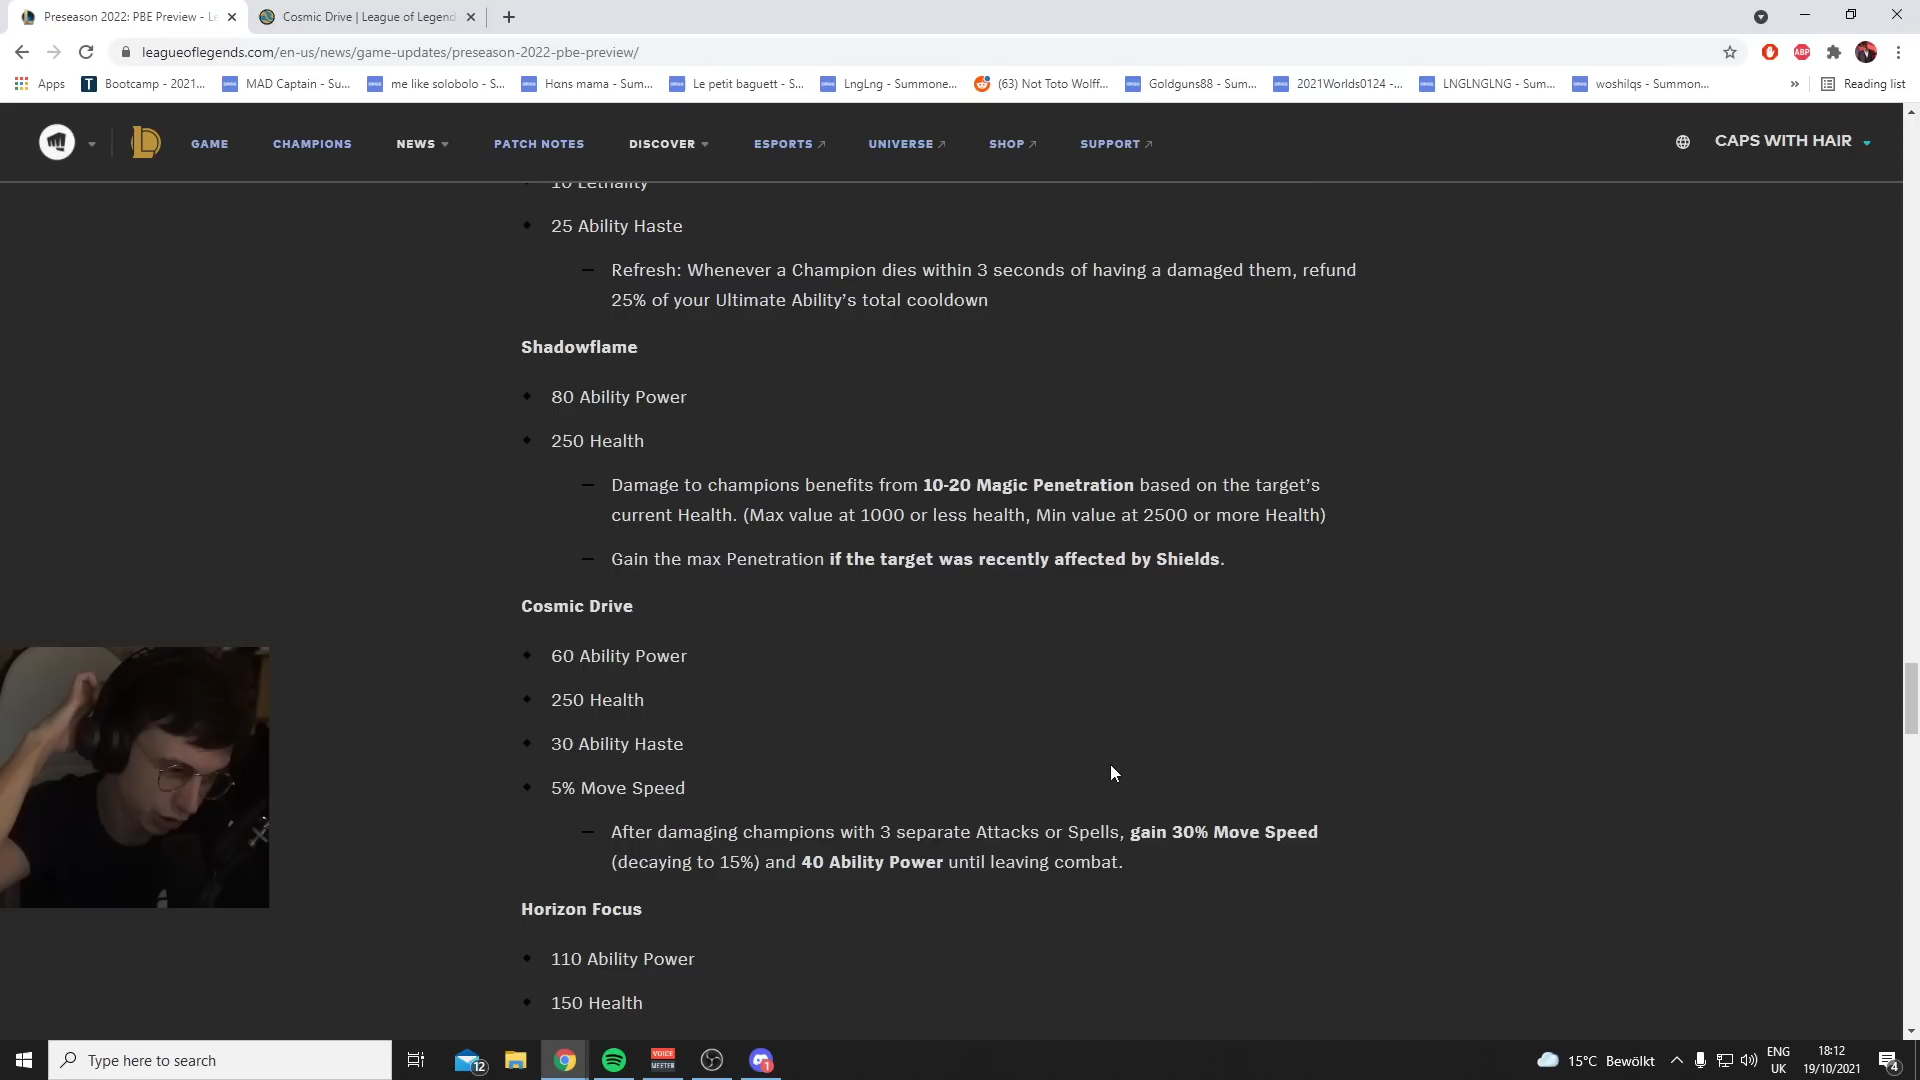 Preseason 2022: PBE Preview - Le
Cosmic Drive | League of Legend
leagueoflegends.com/en-us/news/game-updates/preseason-2022-pbe-preview/
ABP
Apps
Bootcamp - 2021...
MAD Captain - Su...
me like solobolo - S...
Hans mama - Sum...
Le petit baguett - S...
LngLng - Summone...
(63) Not Toto Wolff...
Goldguns88 - Sum...
2021Worlds0124 -...
LNGLNGLNG - Sum...
woshilqs - Summon...
»
Reading list
GAME
CHAMPIONS
NEWS
PATCH NOTES
DISCOVER
ESPORTS
UNIVERSE
SHOP
SUPPORT
CAPS WITH HAIR
10 Lethality
25 Ability Haste
Refresh: Whenever a Champion dies within 3 seconds of having a damaged them, refund
25% of your Ultimate Ability’s total cooldown
Shadowflame
80 Ability Power
250 Health
Damage to champions benefits from 10-20 Magic Penetration based on the target’s
current Health. (Max value at 1000 or less health, Min value at 2500 or more Health)
Gain the max Penetration if the target was recently affected by Shields.
Cosmic Drive
60 Ability Power
250 Health
30 Ability Haste
5% Move Speed
After damaging champions with 3 separate Attacks or Spells, gain 30% Move Speed
(decaying to 15%) and 40 Ability Power until leaving combat.
Horizon Focus
110 Ability Power
150 Health
Type here to search
12
VOICE
MEETER
1
15°C Bewölkt
ENG
UK
18:12
19/10/2021
4